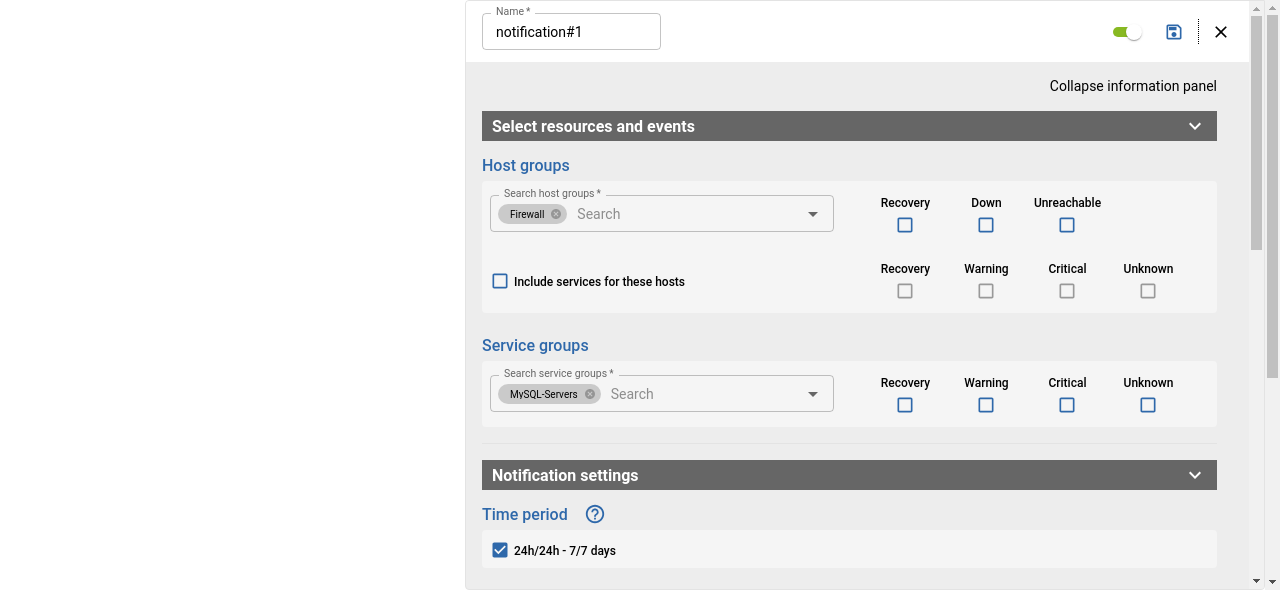 Name *
notification#1
Collapse information panel
Select resources and events
Host groups
Search host groups *
Firewall Search
Recovery Down Unreachable
Include services for these hosts
Recovery Warning Critical Unknown
Service groups
Search service groups *
MySQL-Servers Search
Recovery Warning Critical Unknown
Notification settings
Time period ?
24h/24h - 7/7 days